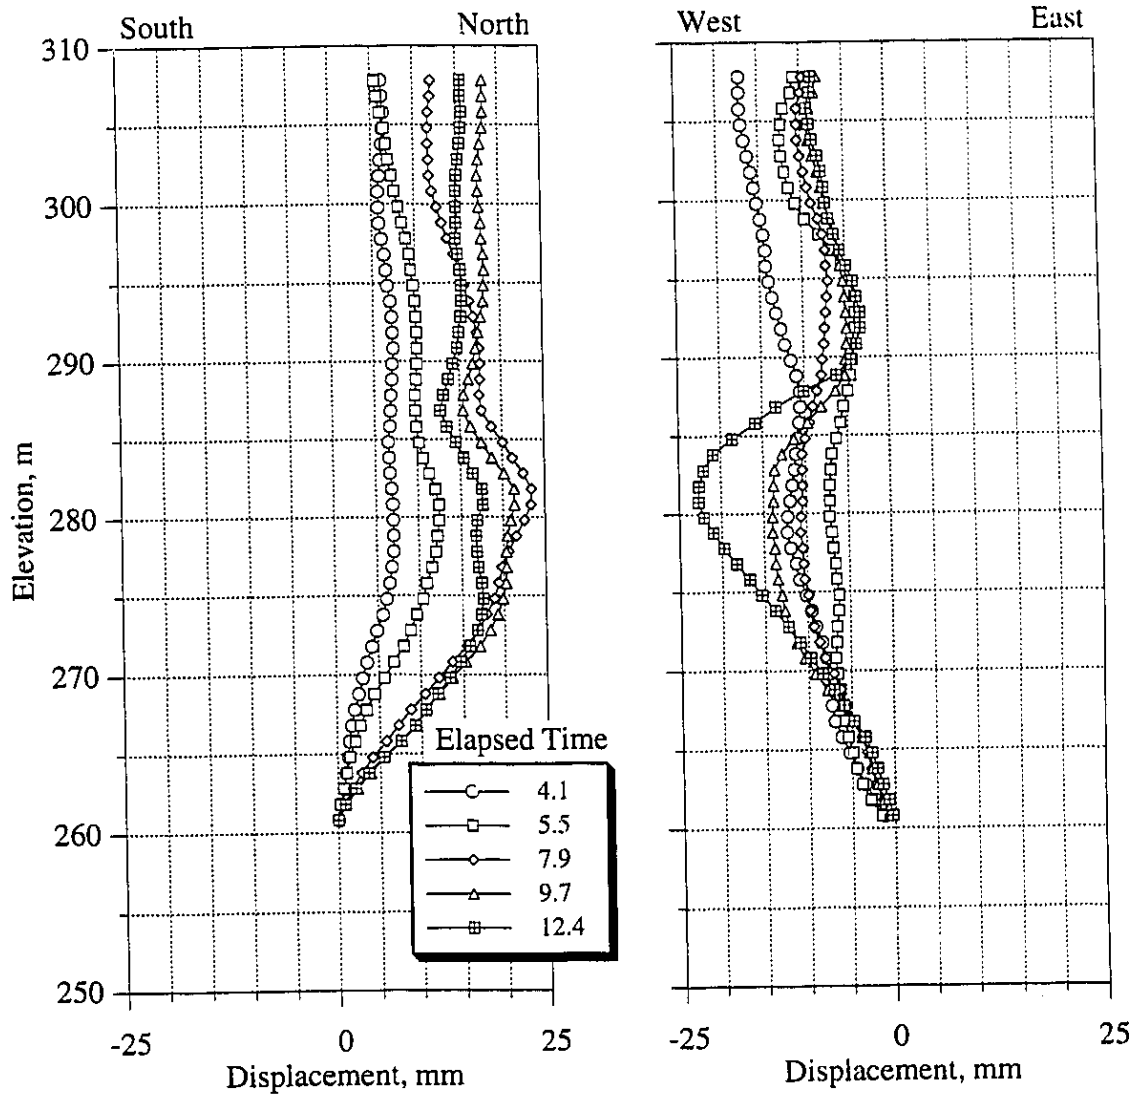 South North
West East
310
300
290
280
270
260
250
Elevation, m
Elapsed Time
4.1
5.5
7.9
9.7
12.4
-25 0 25
Displacement, mm
-25 0 25
Displacement, mm